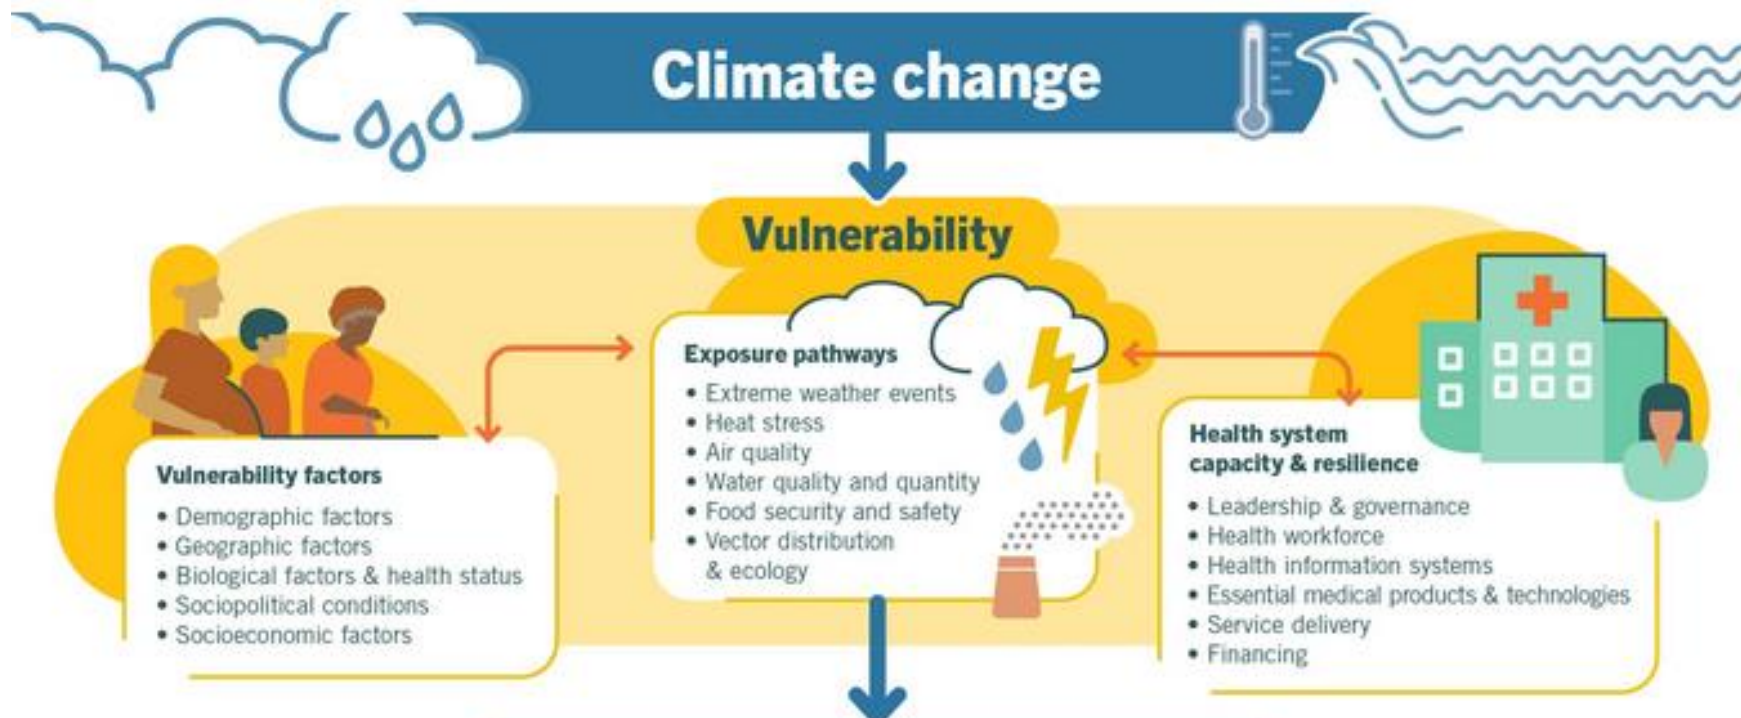 Climate change
Vulnerability
Vulnerability factors
• Demographic factors
• Geographic factors
• Biological factors & health status
• Sociopolitical conditions
• Socioeconomic factors
Exposure pathways
• Extreme weather events
• Heat stress
• Air quality
• Water quality and quantity
• Food security and safety
• Vector distribution
& ecology
Health system
capacity & resilience
• Leadership & governance
• Health workforce
• Health information systems
• Essential medical products & technologies
• Service delivery
• Financing